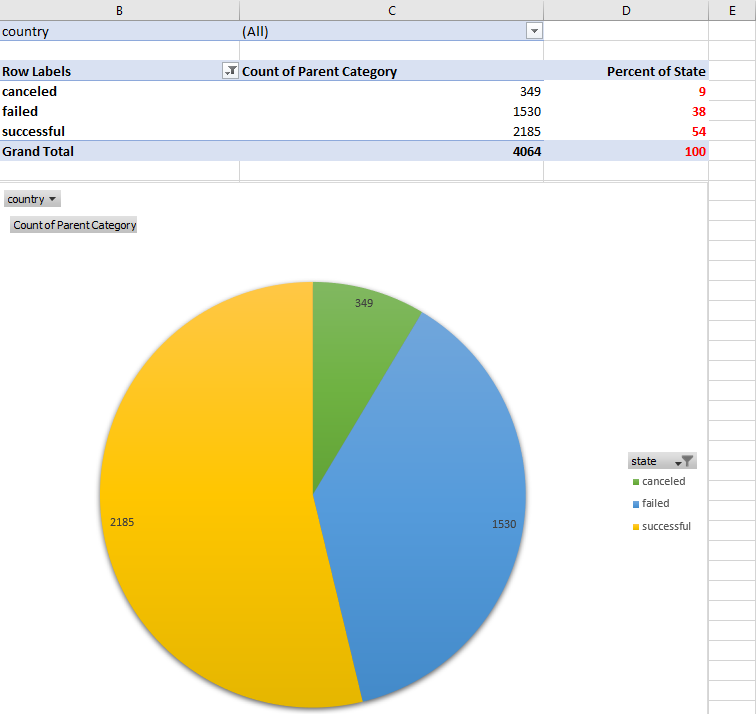 B C D E
country (All)
Row Labels Count of Parent Category Percent of State
canceled 349 9
failed 1530 38
successful 2185 54
Grand Total 4064 100
country
Count of Parent Category
349
2185
1530
state
canceled
failed
successful